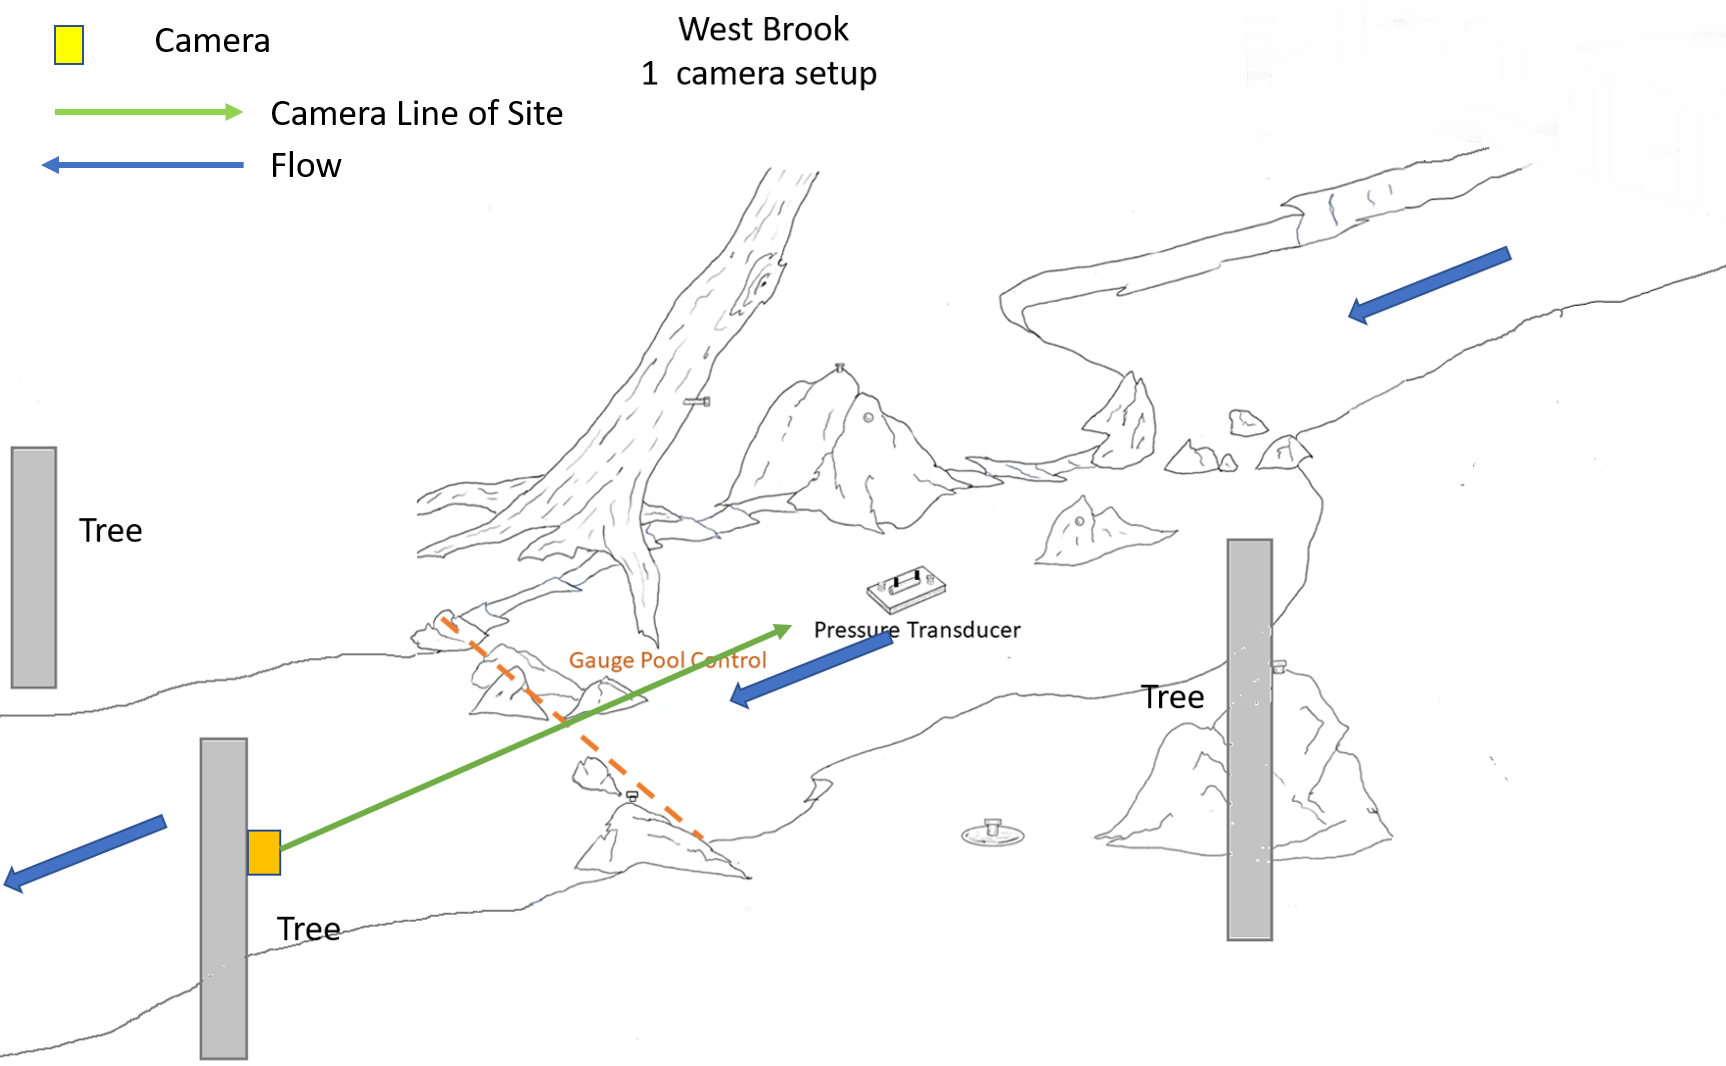 Camera
West Brook
1 camera setup
Camera Line of Site
Flow
Tree
Pressure Transducer
Gauge Pool Control
Tree
Tree